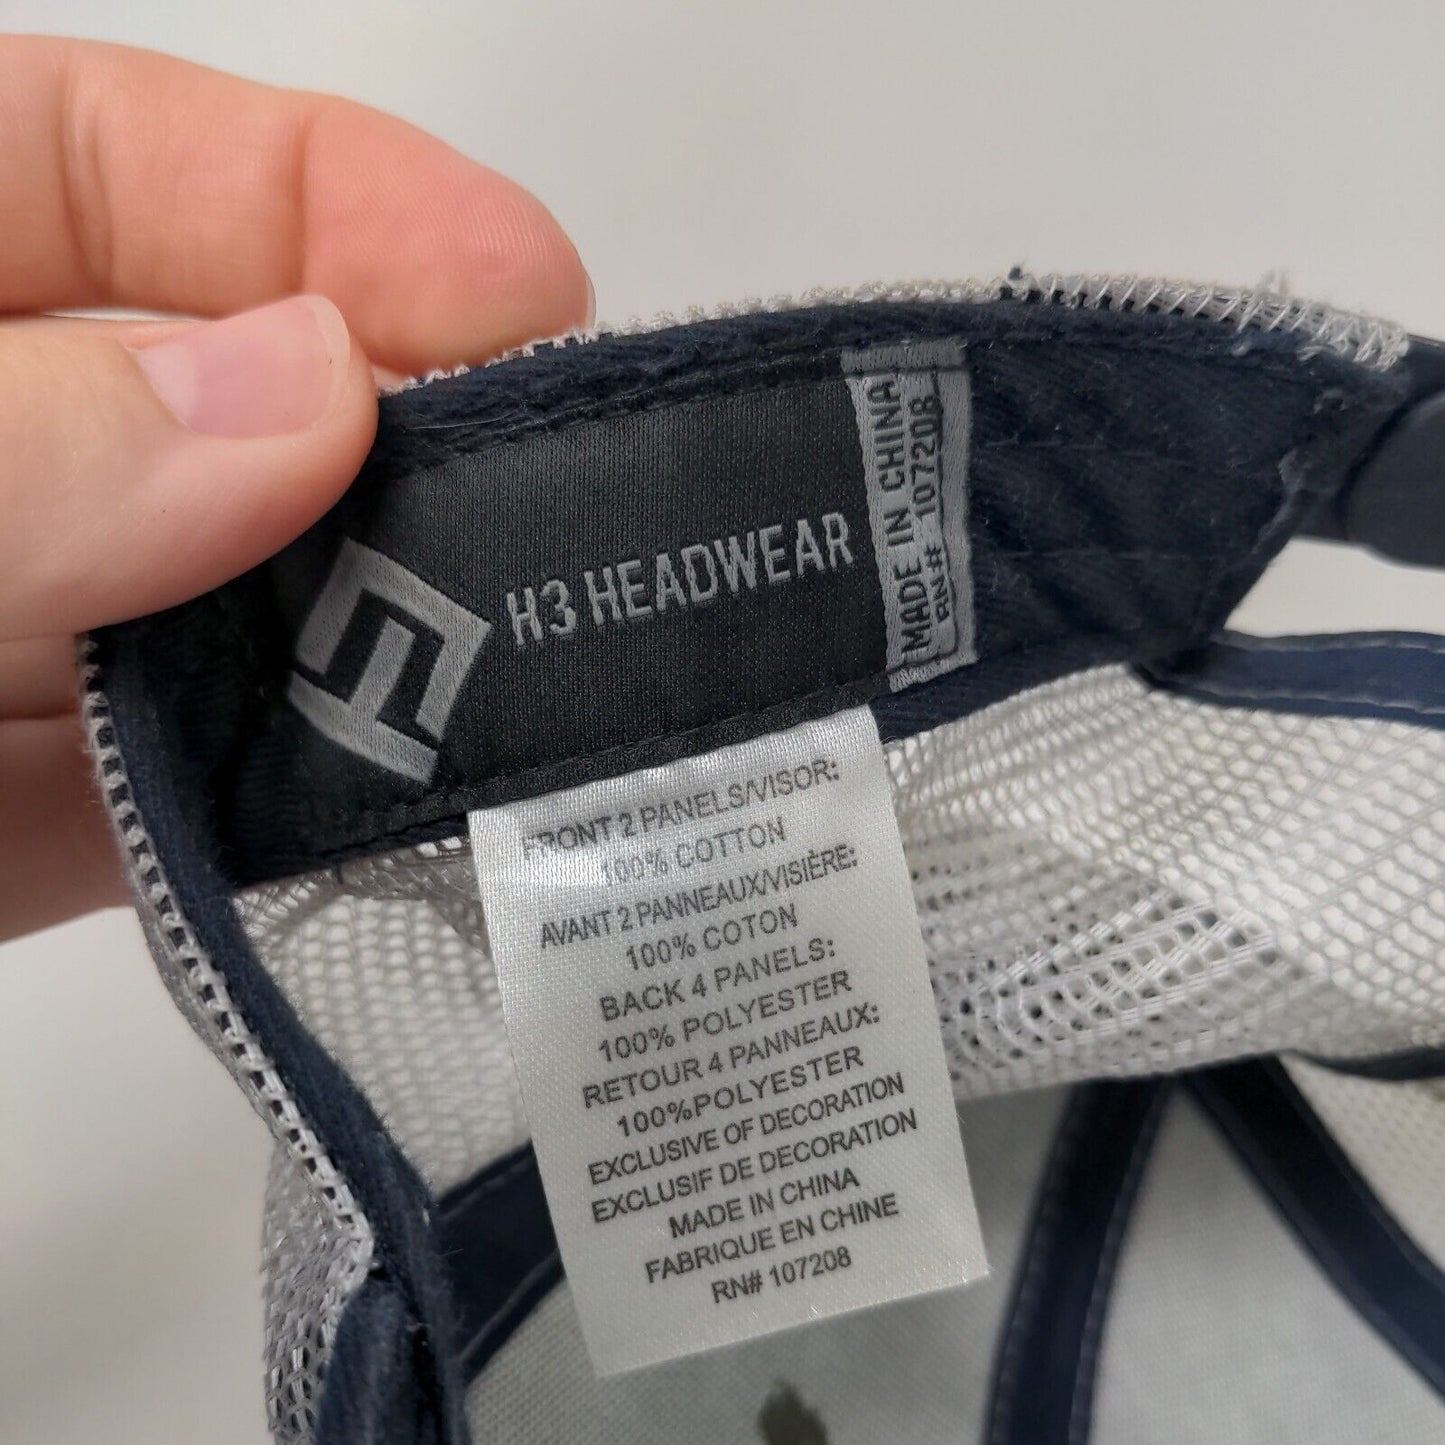 H3 HEADWEAR
MADE IN CHINA
RN# 107208
FRONT 2 PANELS/VISOR:
100% COTTON
AVANT 2 PANNEAUX/VISIÈRE:
100% COTON
BACK 4 PANELS:
100% POLYESTER
RETOUR 4 PANNEAUX:
100%POLYESTER
EXCLUSIVE OF DECORATION
EXCLUSIF DE DECORATION
MADE IN CHINA
FABRIQUE EN CHINE
RN# 107208